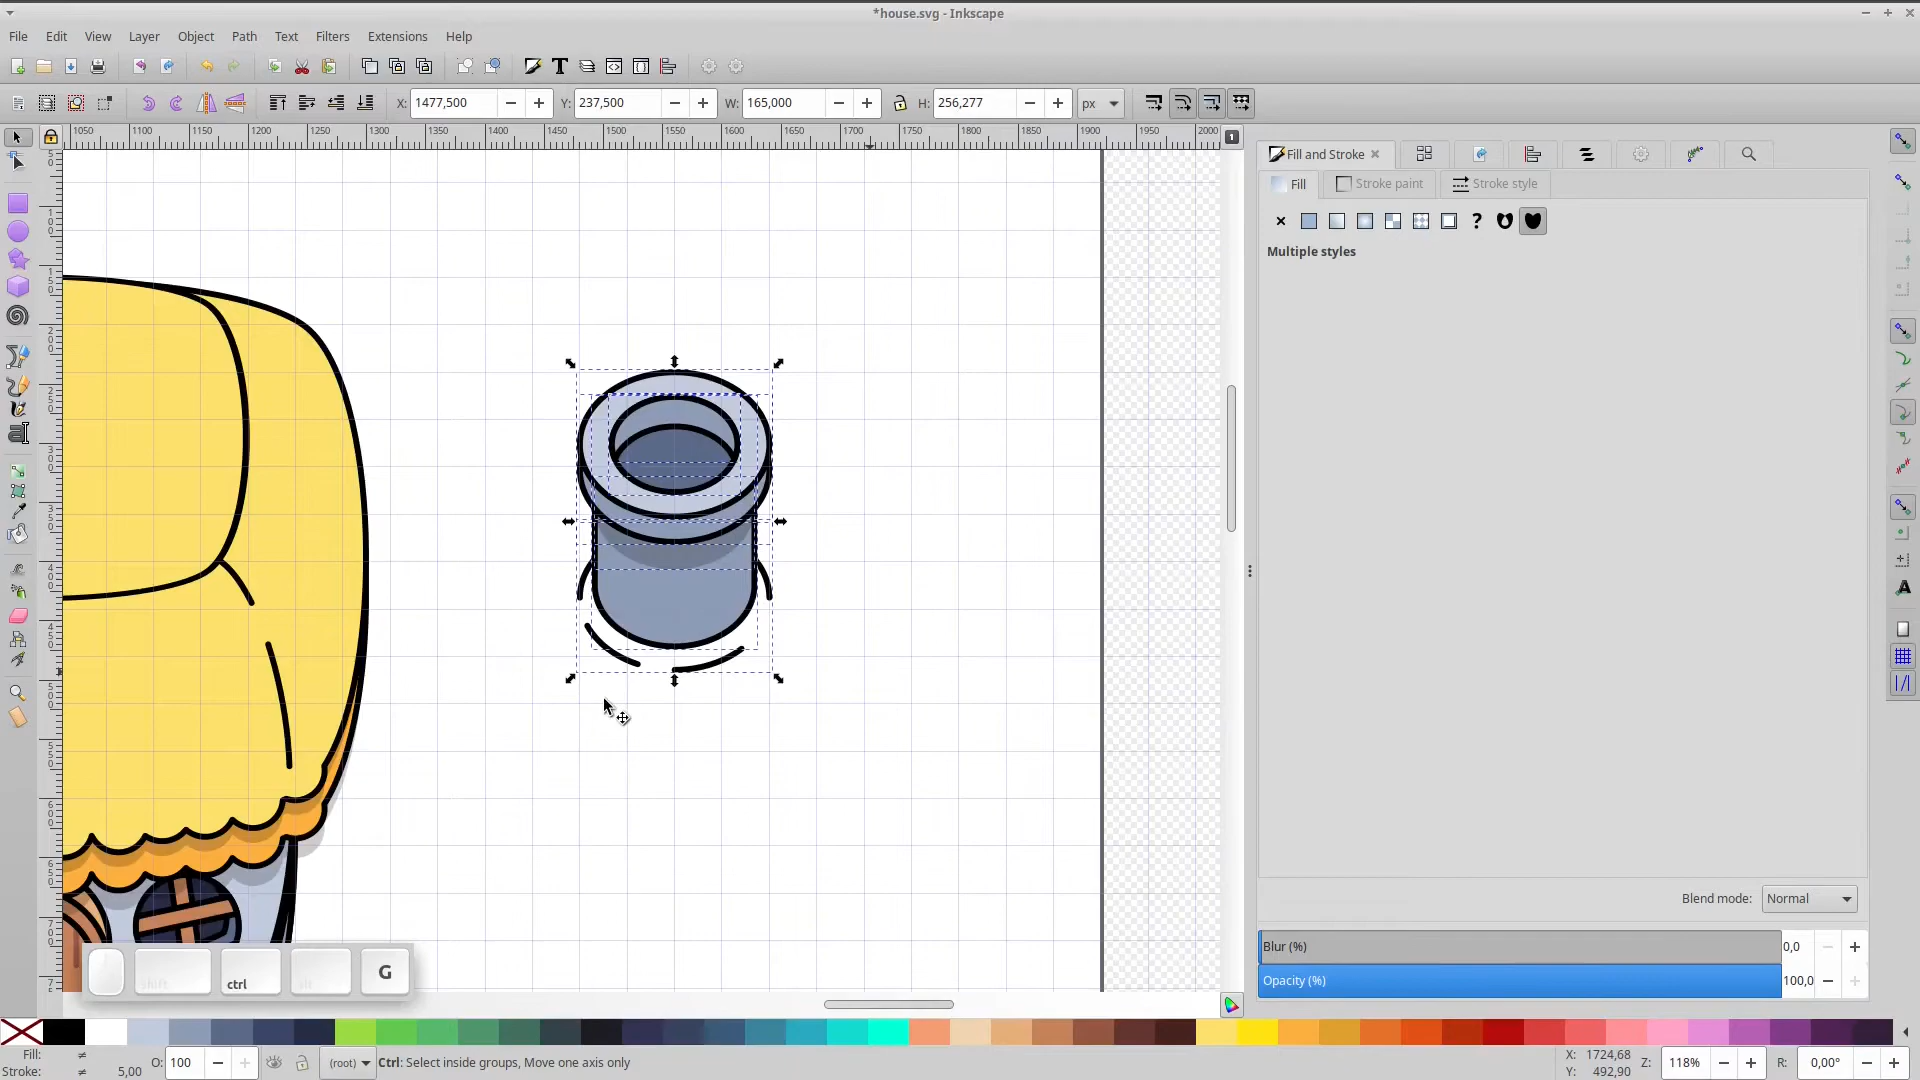 *house.svg - Inkscape
File Edit View Layer Object Path Text Filters Extensions Help
X: 1477,500 Y: 237,500 W: 165,000 H: 256,277 px
1050 1100 1150 1200 1250 1300 1350 1400 1450 1500 1550 1600 1650 1700 1750 1800 1850 1900 1950 2000 1
Fill and Stroke
Fill Stroke paint Stroke style
Multiple styles
Blend mode: Normal
Blur (%) 0,0
Opacity (%) 100,0
shift ctrl alt G
Fill: O: 100 (root) Ctrl: Select inside groups, Move one axis only X: 1724,68 Z: 118% R: 0,00°
Stroke: 5,00 Y: 492,90